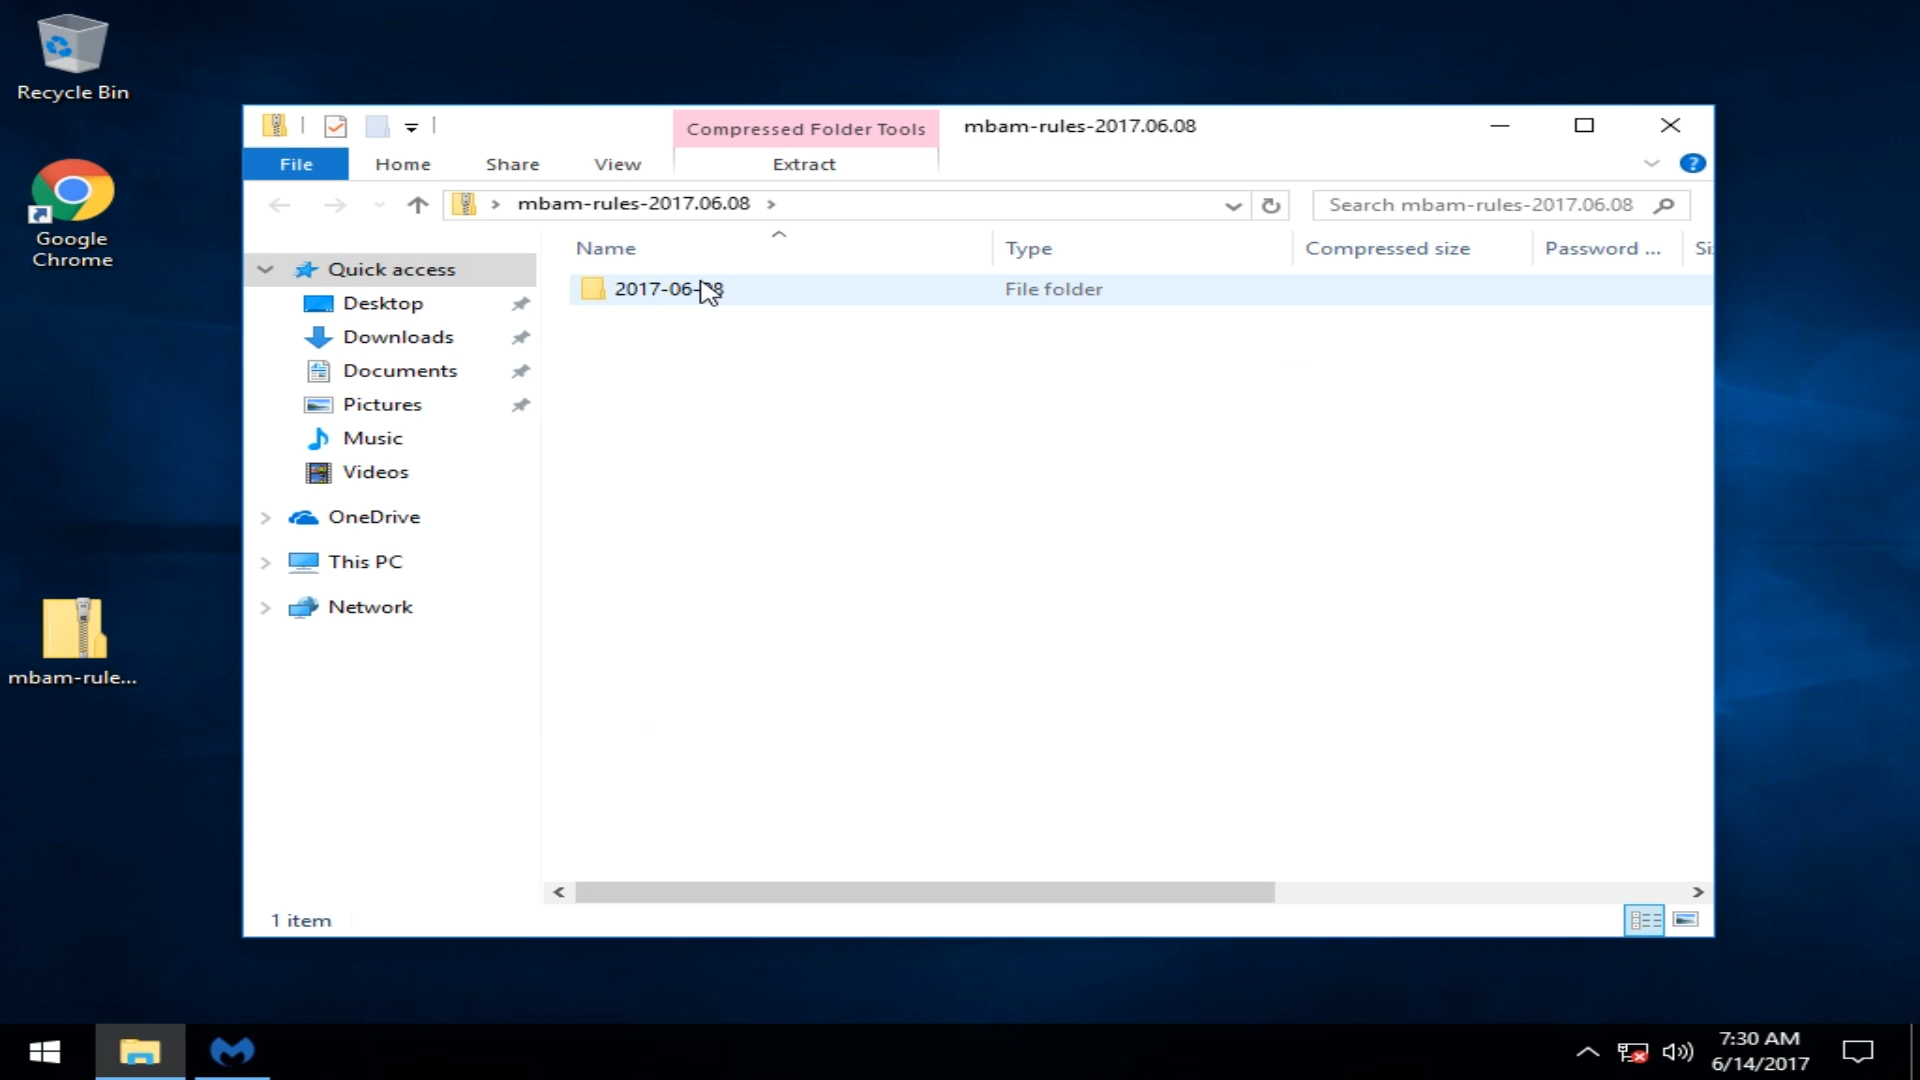 Recycle Bin
Google
Chrome
mbam-rule...
Compressed Folder Tools
mbam-rules-2017.06.08
File
Home
Share
View
Extract
mbam-rules-2017.06.08
Search mbam-rules-2017.06.08
Name
Type
Compressed size
Password ...
Si
Quick access
Desktop
Downloads
Documents
Pictures
Music
Videos
OneDrive
This PC
Network
2017-06-08
File folder
1 item
7:30 AM
6/14/2017